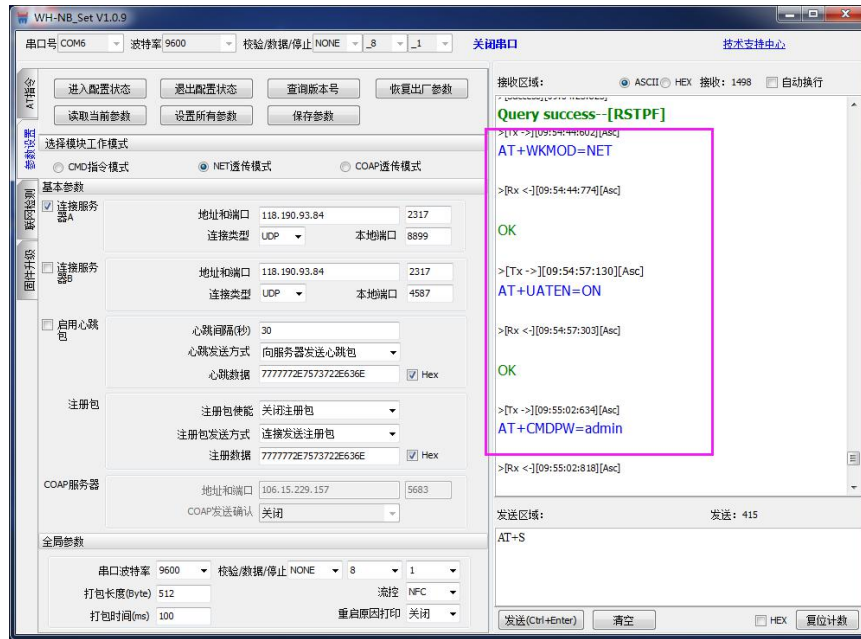 WH-NB_Set V1.0.9
串口号 COM6 波特率 9600 校验/数据/停止 NONE _8 _1 关闭串口 技术支持中心
AT指令
参数设置
联网检测
固件升级
进入配置状态 退出配置状态 查询版本号 恢复出厂参数
读取当前参数 设置所有参数 保存参数
选择模块工作模式
CMD指令模式 NET透传模式 COAP透传模式
基本参数
连接服务器A 地址和端口 118.190.93.84 2317
连接类型 UDP 本地端口 8899
连接服务器B 地址和端口 118.190.93.84 2317
连接类型 UDP 本地端口 4587
启用心跳包 心跳间隔(秒) 30
心跳发送方式 向服务器发送心跳包
心跳数据 7777772E7573722E636E Hex
注册包 注册包使能 关闭注册包
注册包发送方式 连接发送注册包
注册数据 7777772E7573722E636E Hex
COAP服务器 地址和端口 106.15.229.157 5683
COAP发送确认 关闭
全局参数
串口波特率 9600 校验/数据/停止 NONE 8 1
打包长度(Byte) 512 流控 NFC
打包时间(ms) 100 重启原因打印 关闭
接收区域: ASCII HEX 接收: 1498 自动换行
Query success--[RSTPF]
>[Tx ->][09:54:44:602][Asc]
AT+WKMOD=NET
>[Rx <-][09:54:44:774][Asc]
OK
>[Tx ->][09:54:57:130][Asc]
AT+UATEN=ON
>[Rx <-][09:54:57:303][Asc]
OK
>[Tx ->][09:55:02:634][Asc]
AT+CMDPW=admin
>[Rx <-][09:55:02:818][Asc]
发送区域: 发送: 415
AT+S
发送(Ctrl+Enter) 清空 HEX 复位计数